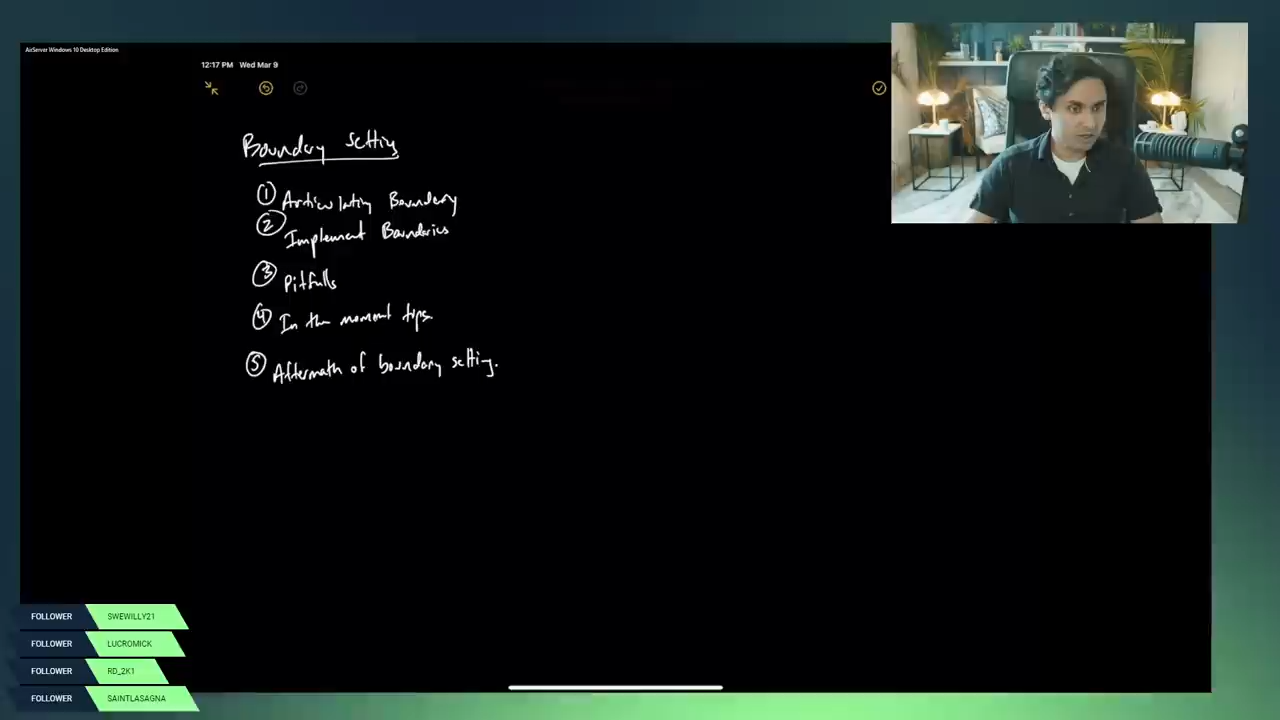 AirServer Windows 10 Desktop Edition
12:17 PM Wed Mar 9
Boundary setting
① Articulating Boundary
② Implement Boundaries
③ Pitfalls
④ In the moment tips.
⑤ Aftermath of boundary setting.
FOLLOWER SWEWILLY21
FOLLOWER LUCROMICK
FOLLOWER RD_2K1
FOLLOWER SAINTLASAGNA